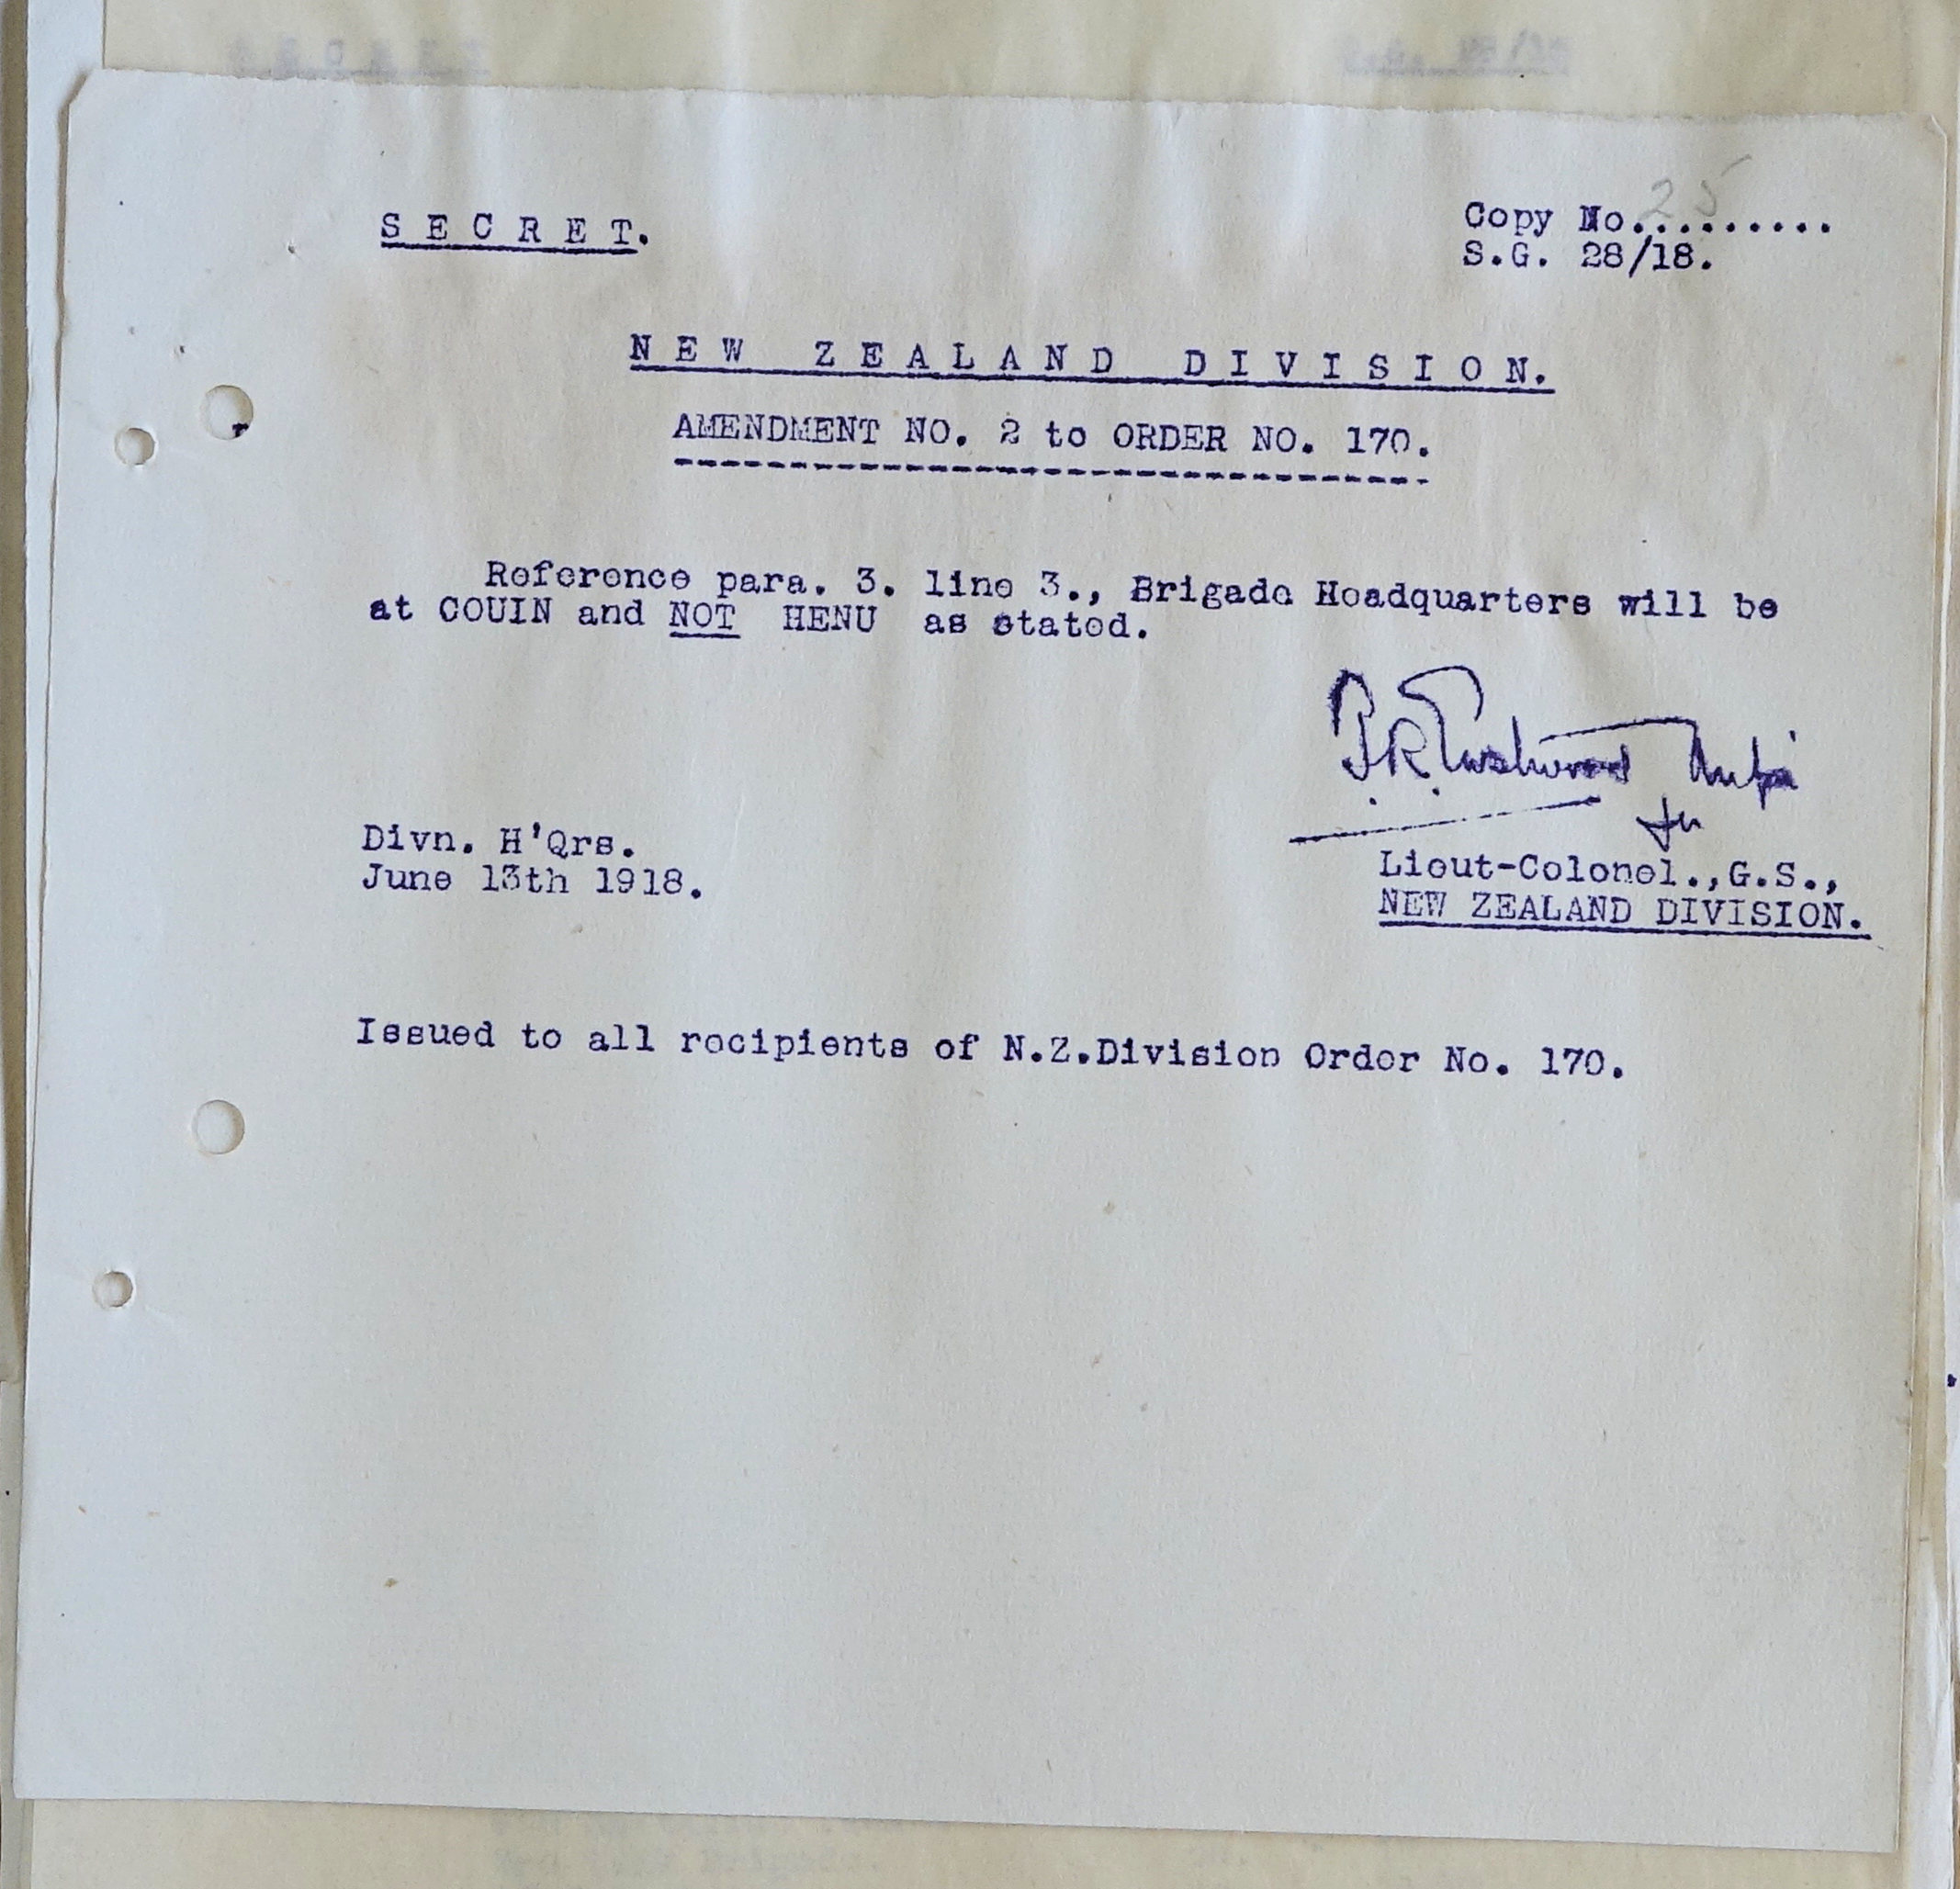 SECRET.
Copy No. 25 .........
S.G. 28/18.
NEW ZEALAND DIVISION.
AMENDMENT NO. 2 to ORDER NO. 170.
Reference para. 3. line 3., Brigade Headquarters will be
at COUIN and NOT HENU as stated.
for
Divn. H'Qrs.
June 13th 1918.
Lieut-Colonel.,G.S.,
NEW ZEALAND DIVISION.
Issued to all recipients of N.Z.Division Order No. 170.